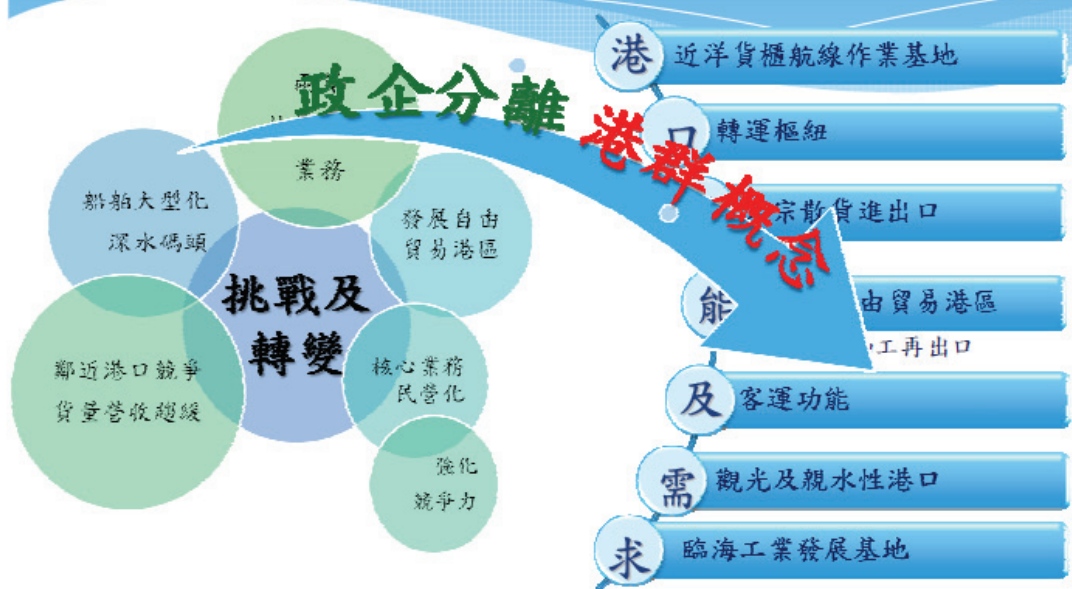 政企分離 港群概念
業務
船舶大型化
深水碼頭
發展自由
貿易港區
挑戰及
轉變
鄰近港口競爭
貨量營收趨緩
核心業務
民營化
強化
競爭力
港 近洋貨櫃航線作業基地
口 轉運樞紐
宗散貨進出口
能 由貿易港區
工再出口
及 客運功能
需 觀光及親水性港口
求 臨海工業發展基地